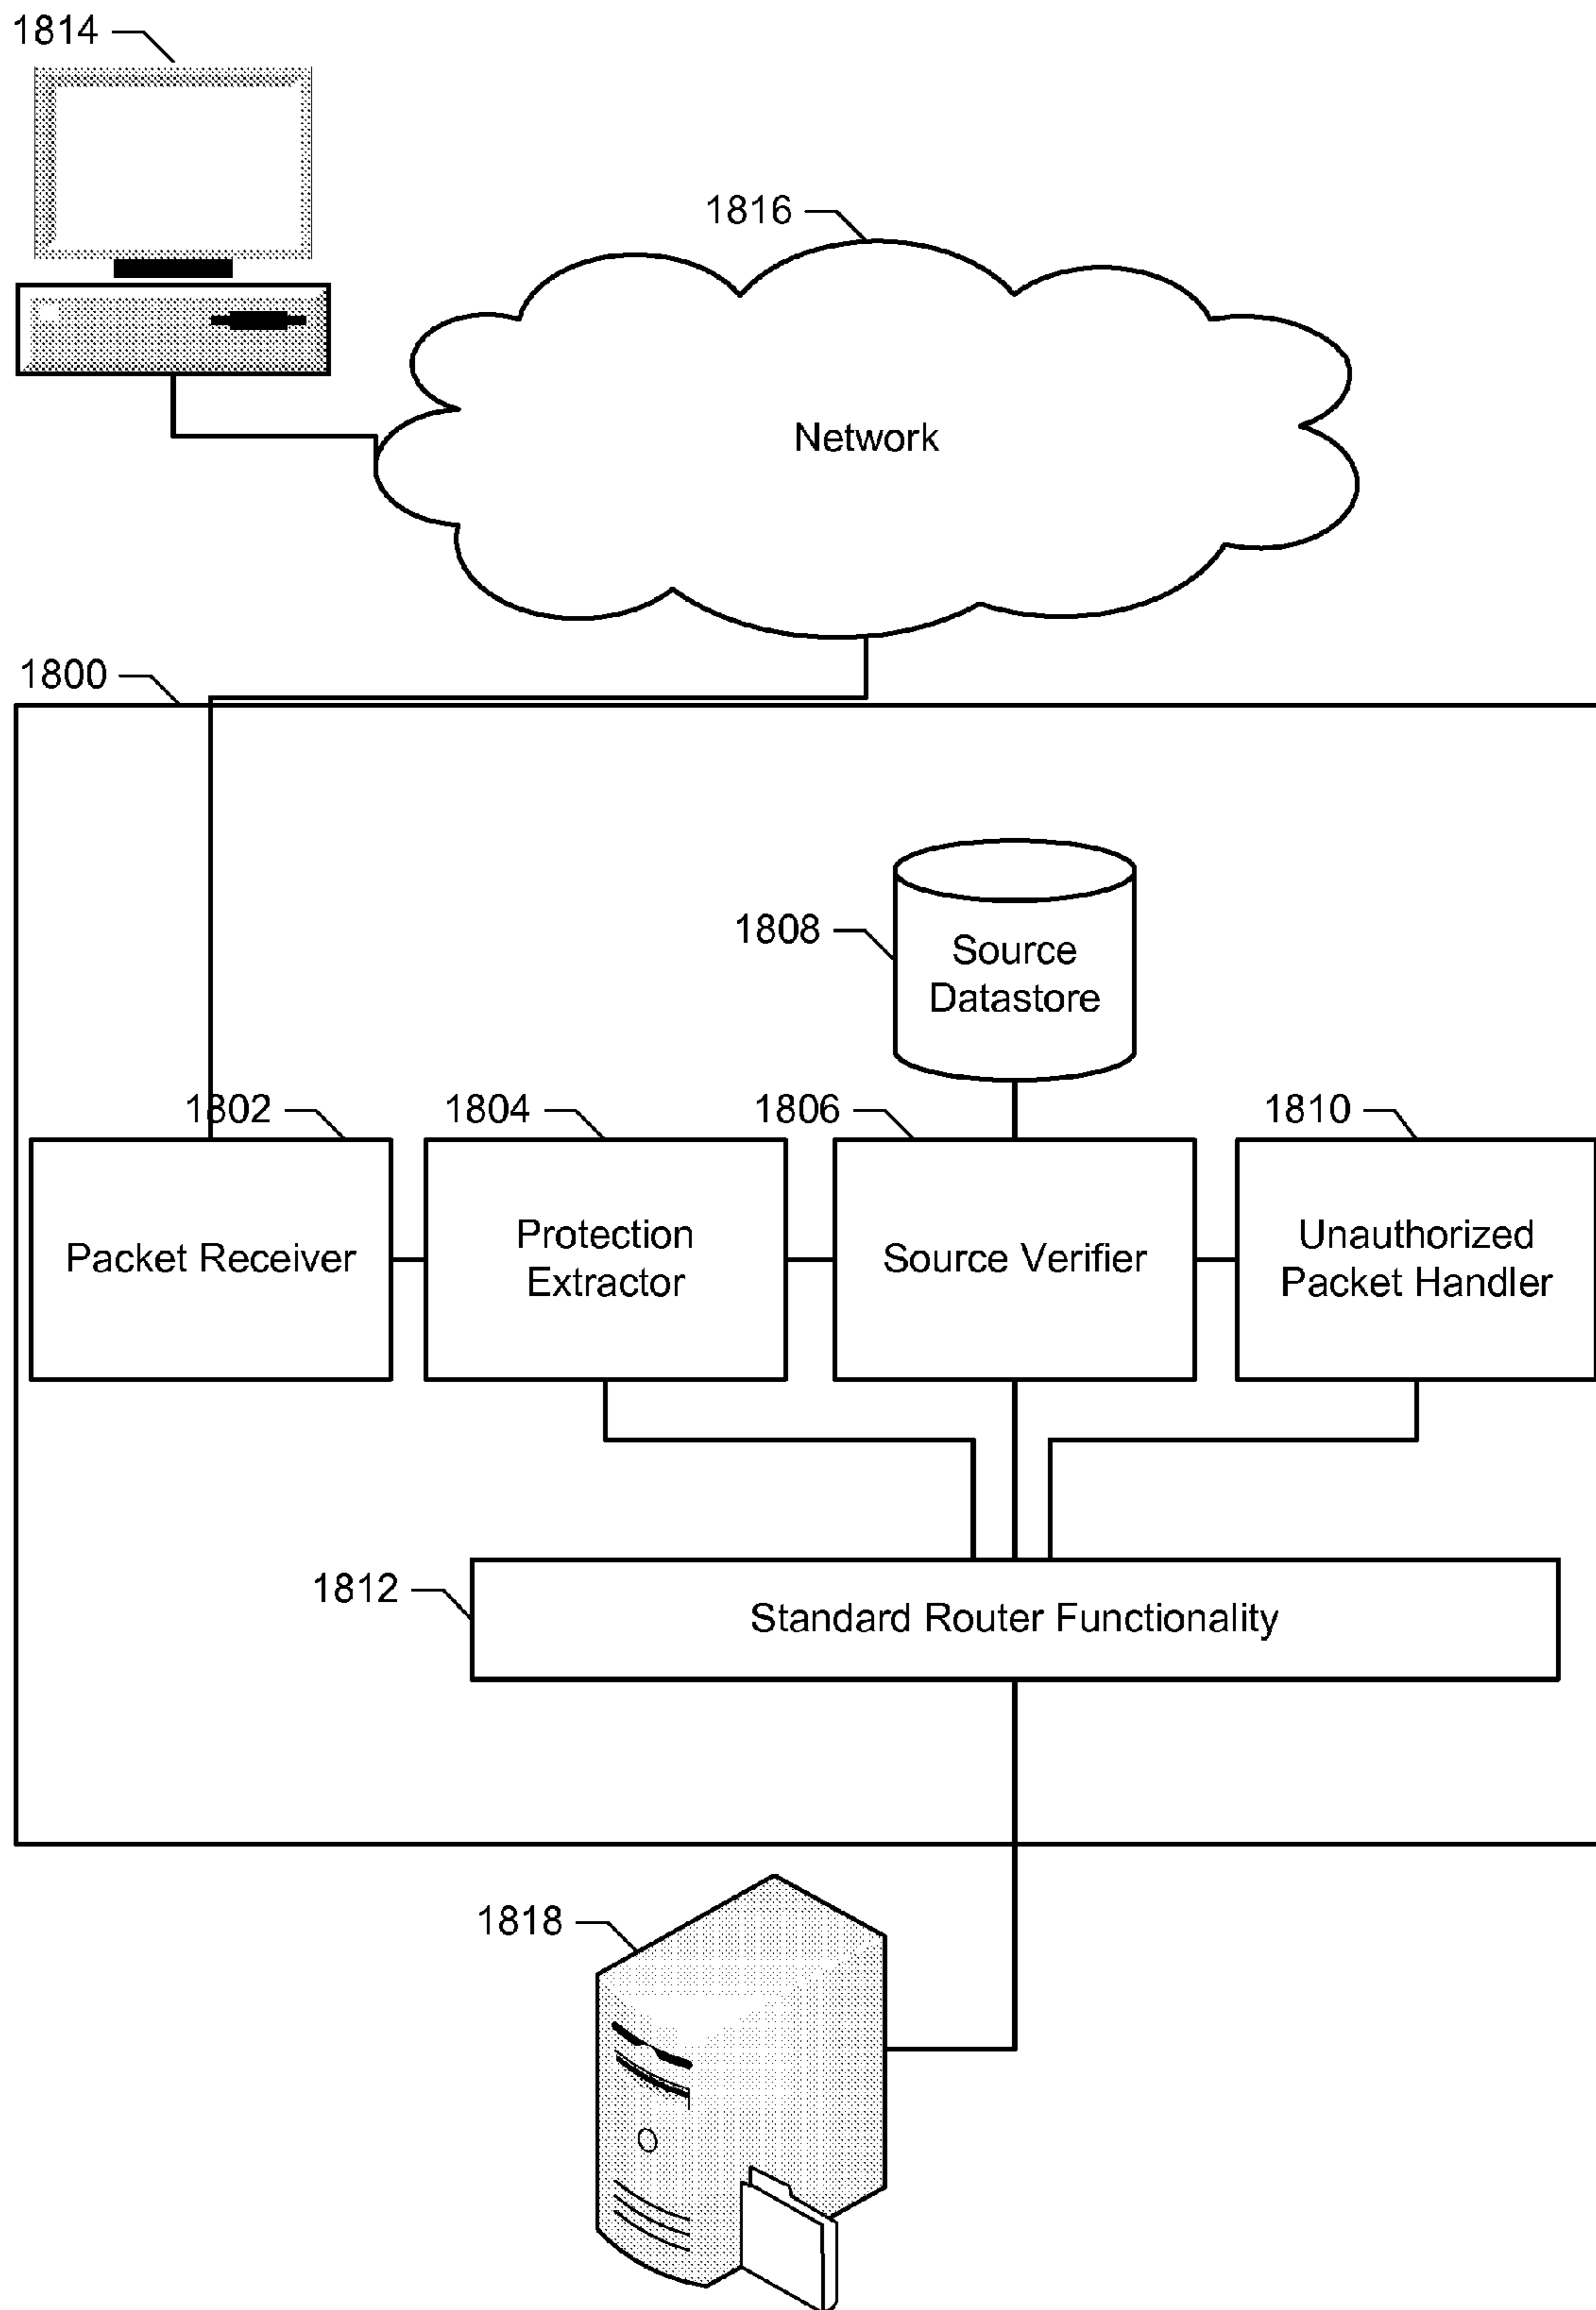 1814
1816
Network
1800
1808
Source
Datastore
1802
1804
1806
1810
Packet Receiver
Protection
Extractor
Source Verifier
Unauthorized
Packet Handler
1812
Standard Router Functionality
1818